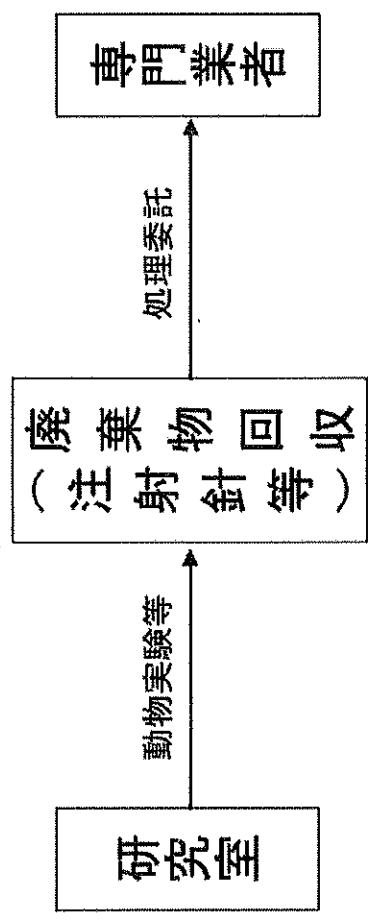 研究室
動物実験等
廃棄物回収
(注射針等)
処理委託
専門業者